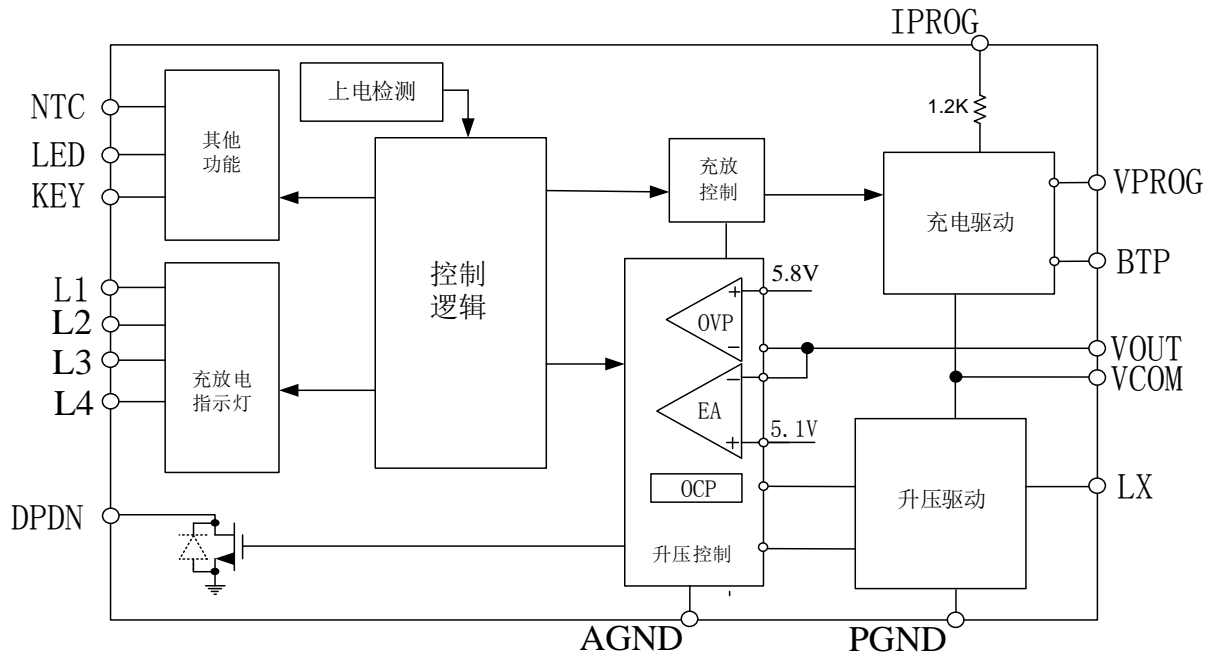 IPROG
NTC
LED
KEY
其他
功能
上电检测
1.2K
充放
控制
充电驱动
VPROG
BTP
L1
L2
L3
L4
充放电
指示灯
控制
逻辑
+
5.8V
OVP
−
−
EA
+
5.1V
OCP
升压控制
VOUT
VCOM
升压驱动
LX
DPDN
AGND
PGND